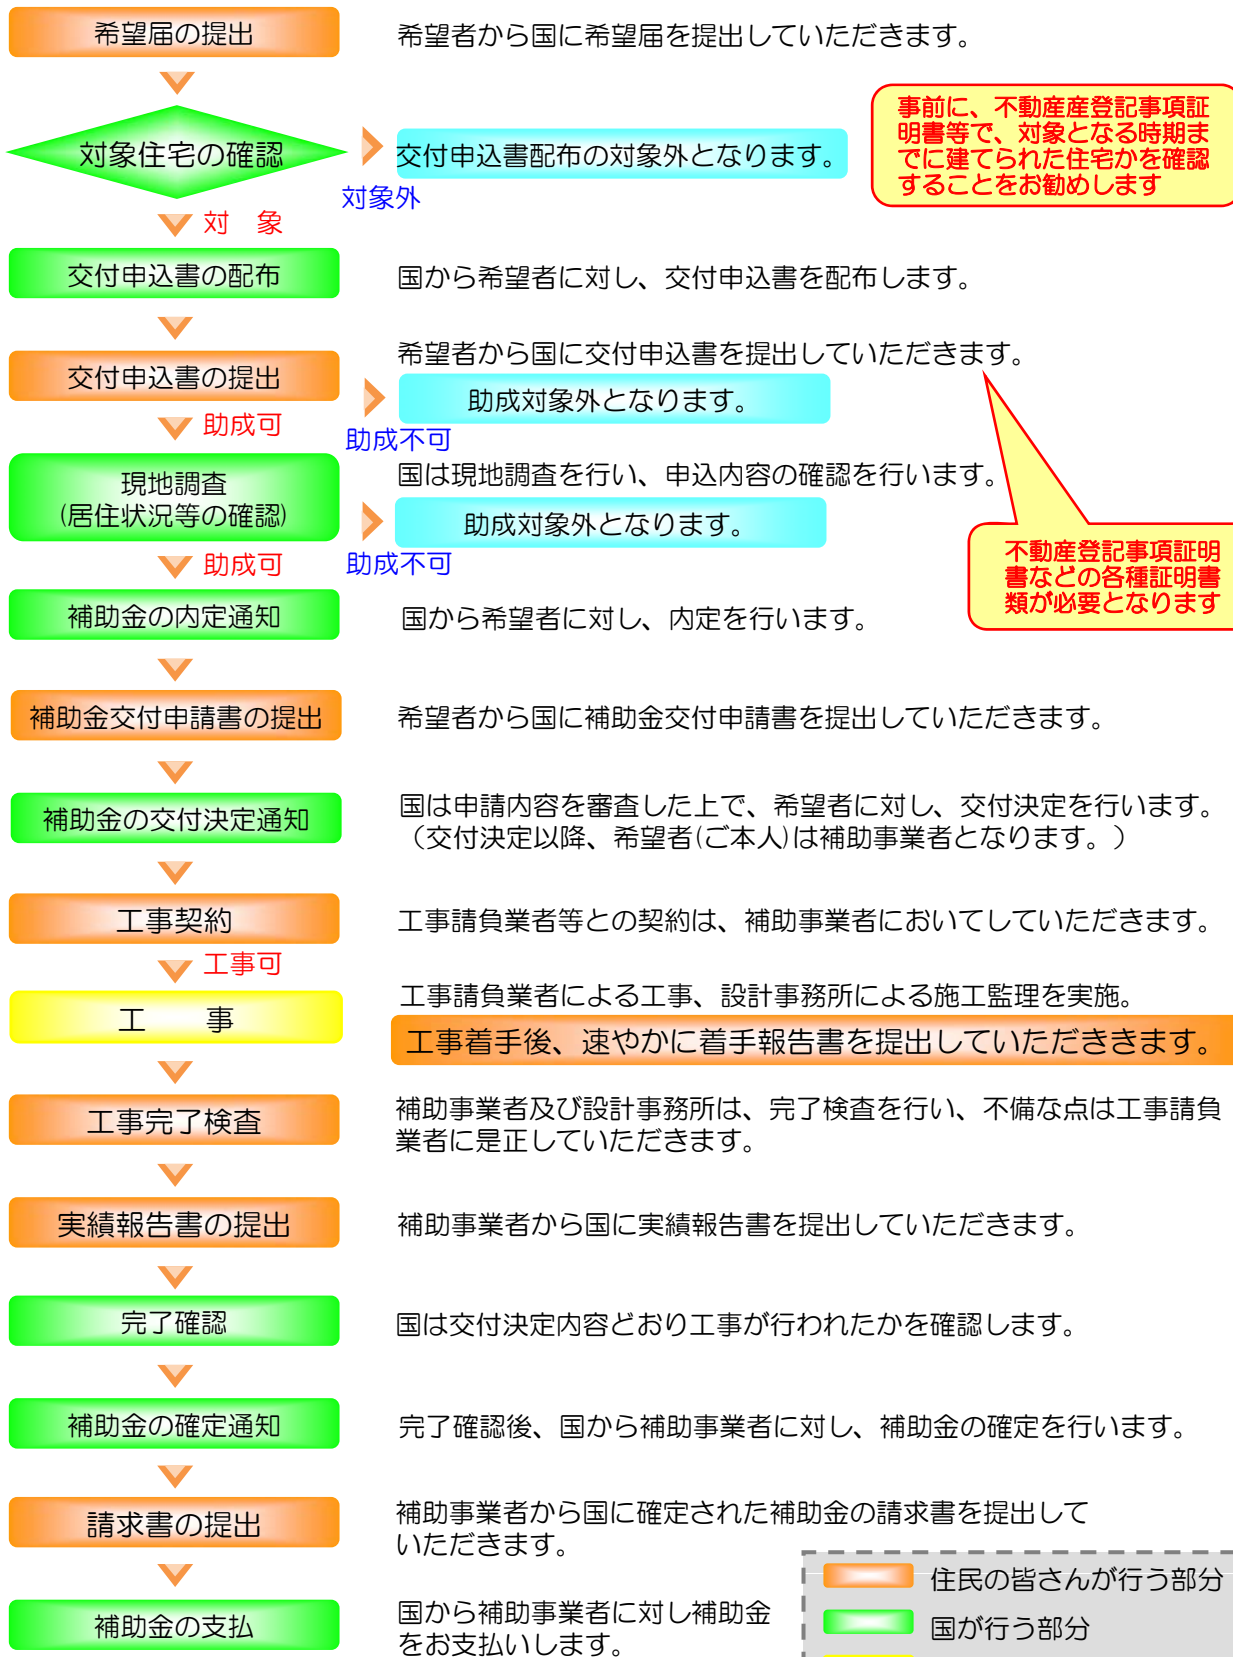 希望届の提出
希望者から国に希望届を提出していただきます。
事前に、不動産産登記事項証
明書等で、対象となる時期ま
でに建てられた住宅かを確認
することをお勧めします
対象住宅の確認
交付申込書配布の対象外となります。
対象外
対　象
交付申込書の配布
国から希望者に対し、交付申込書を配布します。
交付申込書の提出
希望者から国に交付申込書を提出していただきます。
助成対象外となります。
助成可
助成不可
現地調査
(居住状況等の確認)
国は現地調査を行い、申込内容の確認を行います。
助成対象外となります。
不動産登記事項証明
書などの各種証明書
類が必要となります
助成可
助成不可
補助金の内定通知
国から希望者に対し、内定を行います。
補助金交付申請書の提出
希望者から国に補助金交付申請書を提出していただきます。
補助金の交付決定通知
国は申請内容を審査した上で、希望者に対し、交付決定を行います。
（交付決定以降、希望者(ご本人)は補助事業者となります。）
工事契約
工事請負業者等との契約は、補助事業者においてしていただきます。
工事可
工　　事
工事請負業者による工事、設計事務所による施工監理を実施。
工事着手後、速やかに着手報告書を提出していただききます。
工事完了検査
補助事業者及び設計事務所は、完了検査を行い、不備な点は工事請負
業者に是正していただきます。
実績報告書の提出
補助事業者から国に実績報告書を提出していただきます。
完了確認
国は交付決定内容どおり工事が行われたかを確認します。
補助金の確定通知
完了確認後、国から補助事業者に対し、補助金の確定を行います。
請求書の提出
補助事業者から国に確定された補助金の請求書を提出して
いただきます。
補助金の支払
国から補助事業者に対し補助金
をお支払いします。
住民の皆さんが行う部分
国が行う部分